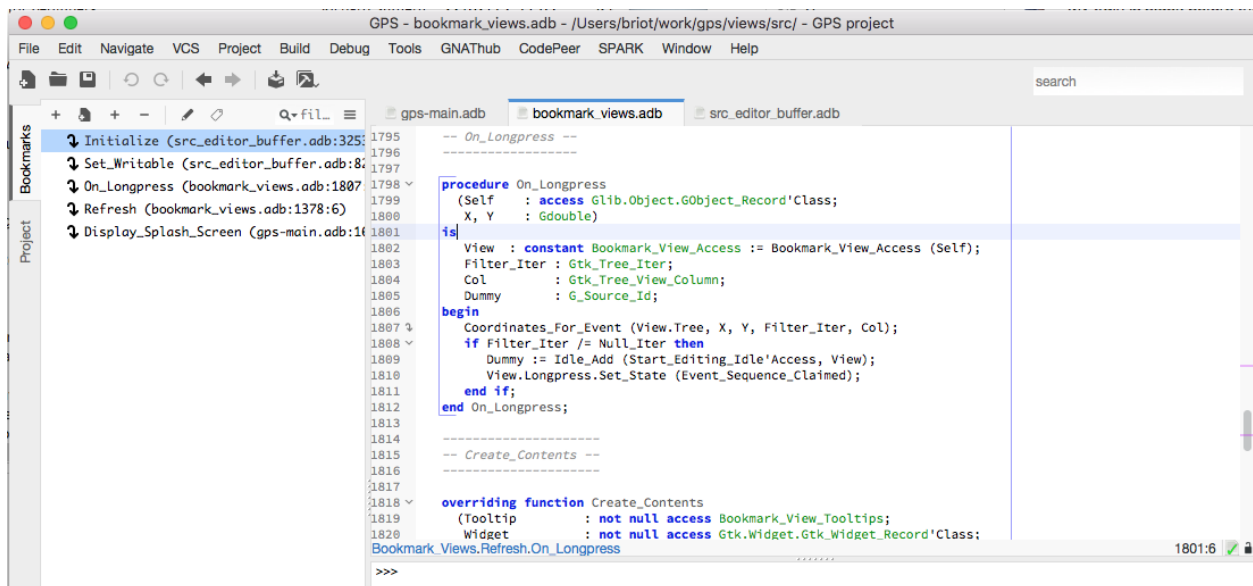 GPS - bookmark_views.adb - /Users/briot/work/gps/views/src/ - GPS project
File Edit Navigate VCS Project Build Debug Tools GNAThub CodePeer SPARK Window Help
search
fil_
gps-main.adb bookmark_views.adb src_editor_buffer.adb
Bookmarks
Project
Initialize (src_editor_buffer.adb:325
Set_Writable (src_editor_buffer.adb:82
On_Longpress (bookmark_views.adb:1807
Refresh (bookmark_views.adb:1378:6)
Display_Splash_Screen (gps-main.adb:16
1795 -- On_Longpress --
1796 ------------------
1797
1798 procedure On_Longpress
1799 (Self : access Glib.Object.GObject_Record'Class;
1800 X, Y : Gdouble)
1801 is
1802 View : constant Bookmark_View_Access := Bookmark_View_Access (Self);
1803 Filter_Iter : Gtk_Tree_Iter;
1804 Col : Gtk_Tree_View_Column;
1805 Dummy : G_Source_Id;
1806 begin
1807 Coordinates_For_Event (View.Tree, X, Y, Filter_Iter, Col);
1808 if Filter_Iter /= Null_Iter then
1809 Dummy := Idle_Add (Start_Editing_Idle'Access, View);
1810 View.Longpress.Set_State (Event_Sequence_Claimed);
1811 end if;
1812 end On_Longpress;
1813
1814 ---------------------
1815 -- Create_Contents --
1816 ---------------------
1817
1818 overriding function Create_Contents
1819 (Tooltip : not null access Bookmark_View_Tooltips;
1820 Widget : not null access Gtk.Widget.Gtk_Widget_Record'Class;
Bookmark_Views.Refresh.On_Longpress 1801:6
>>>